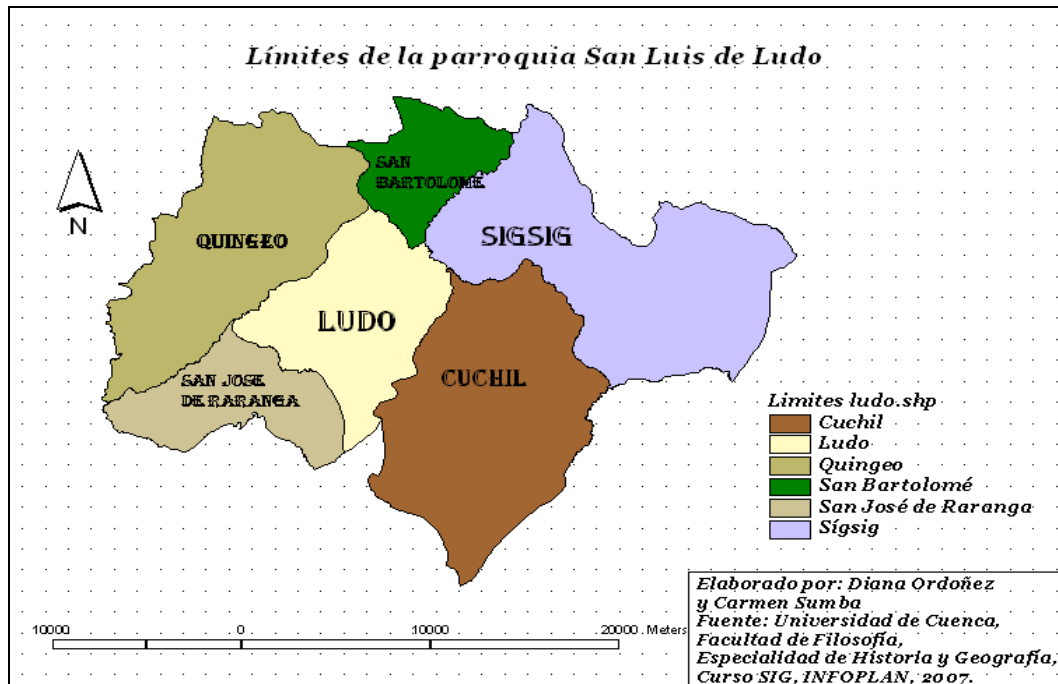 Límites de la parroquia San Luis de Ludo
SAN
BARTOLOMÉ
N
QUINGEO
SIGSIG
LUDO
SAN JOSE
DE RARANGA
CUCHIL
Limites ludo.shp
Cuchil
Ludo
Quingeo
San Bartolomé
San José de Raranga
Sígsig
10000 0 10000 20000 Meters
Elaborado por: Diana Ordoñez
y Carmen Sumba
Fuente: Universidad de Cuenca,
Facultad de Filosofía,
Especialidad de Historia y Geografía,
Curso SIG, INFOPLAN, 2007.